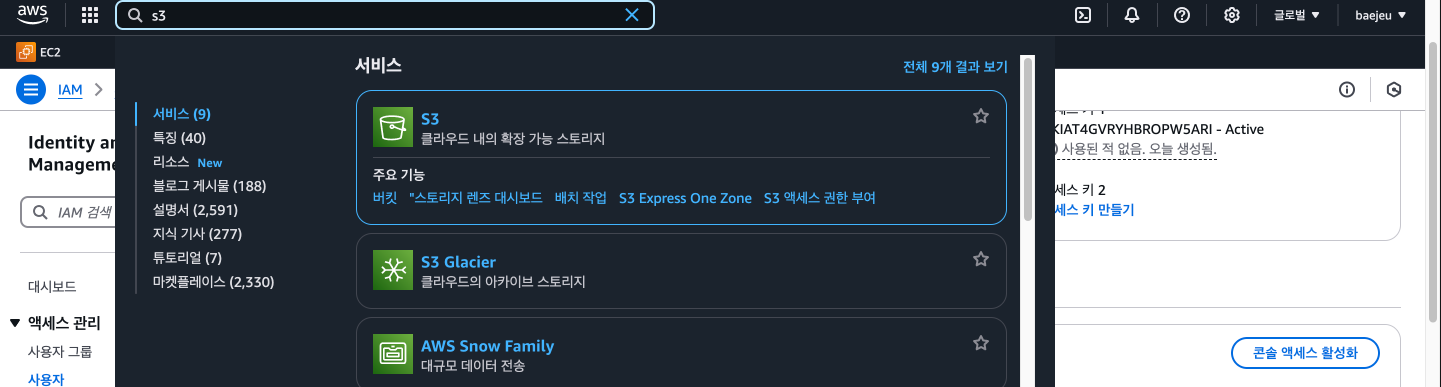 aws
s3
글로벌
baejeu
EC2
IAM
서비스
전체 9개 결과 보기
서비스 (9)
특징 (40)
리소스 New
블로그 게시물 (188)
설명서 (2,591)
지식 기사 (277)
튜토리얼 (7)
마켓플레이스 (2,330)
S3
클라우드 내의 확장 가능 스토리지
주요 기능
버킷 "스토리지 렌즈 대시보드 배치 작업 S3 Express One Zone S3 액세스 권한 부여
S3 Glacier
클라우드의 아카이브 스토리지
AWS Snow Family
대규모 데이터 전송
Identity an
Manageme
IAM 검색
대시보드
액세스 관리
사용자 그룹
사용자
KIAT4GVRYHBROPW5ARI - Active
) 사용된 적 없음. 오늘 생성됨.
세스 키 2
세스 키 만들기
콘솔 액세스 활성화